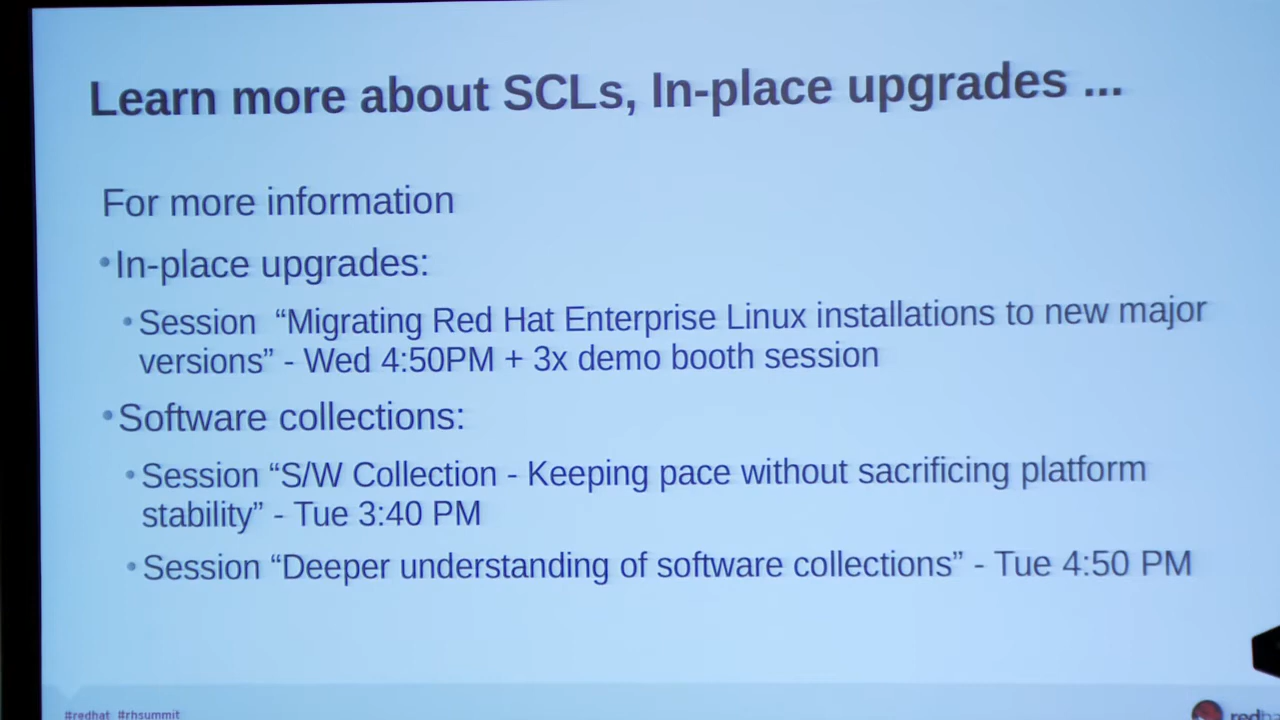 Learn more about SCLs, In-place upgrades ...
For more information
•In-place upgrades:
•Session “Migrating Red Hat Enterprise Linux installations to new major
versions” - Wed 4:50PM + 3x demo booth session
•Software collections:
•Session “S/W Collection - Keeping pace without sacrificing platform
stability” - Tue 3:40 PM
•Session “Deeper understanding of software collections” - Tue 4:50 PM
#redhat #rhsummit